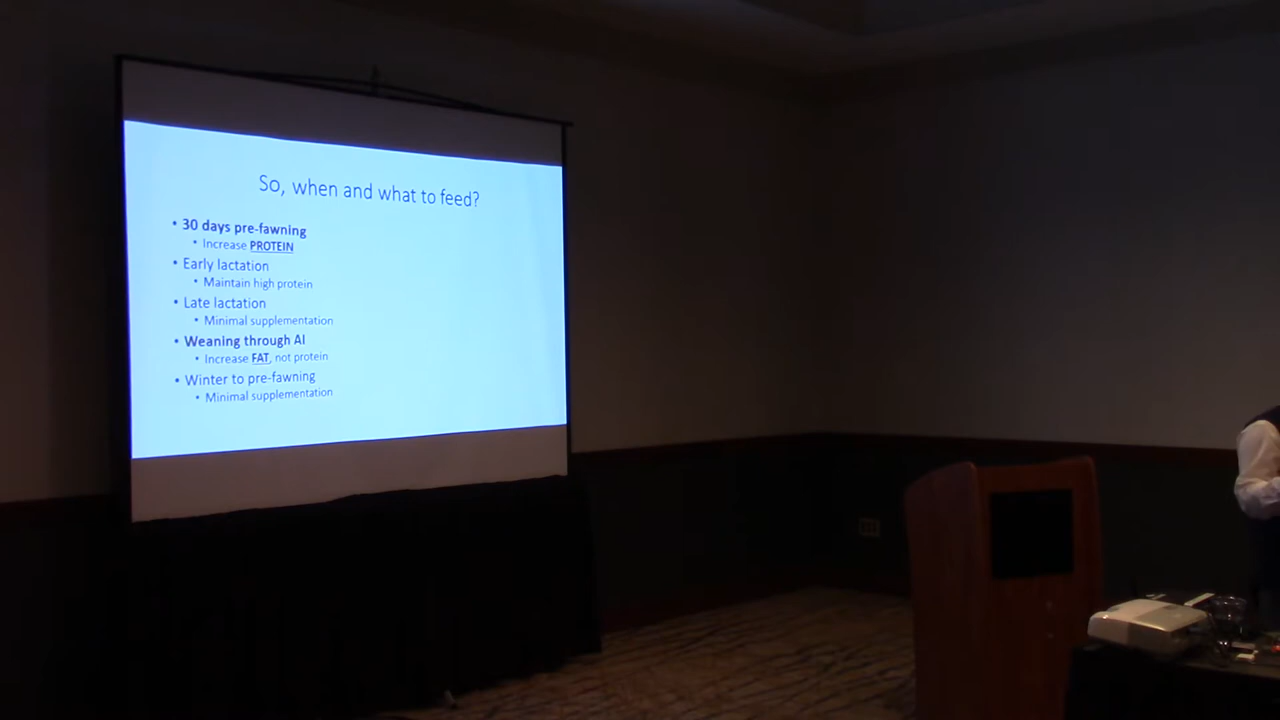 So, when and what to feed?
• 30 days pre-fawning
• Increase PROTEIN
• Early lactation
• Maintain high protein
• Late lactation
• Minimal supplementation
• Weaning through AI
• Increase FAT, not protein
• Winter to pre-fawning
• Minimal supplementation